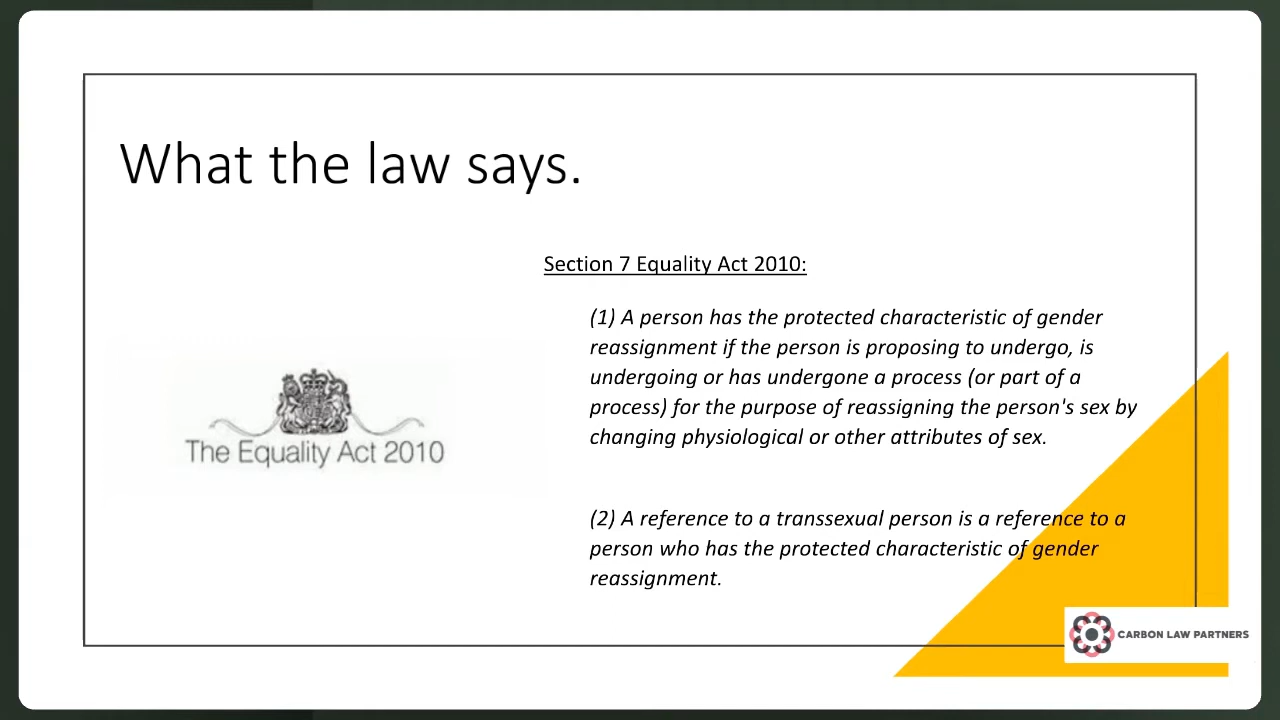 What the law says.
Section 7 Equality Act 2010:
(1) A person has the protected characteristic of gender
reassignment if the person is proposing to undergo, is
undergoing or has undergone a process (or part of a
process) for the purpose of reassigning the person's sex by
changing physiological or other attributes of sex.
The Equality Act 2010
(2) A reference to a transsexual person is a reference to a
person who has the protected characteristic of gender
reassignment.
CARBON LAW PARTNERS